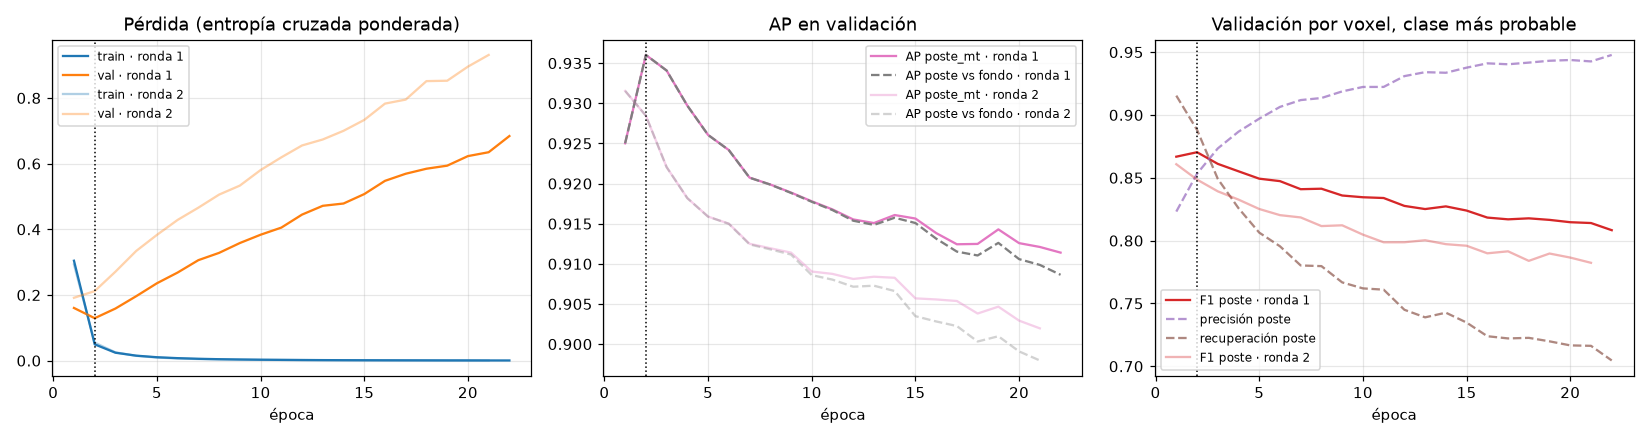 Pérdida (entropía cruzada ponderada)
train · ronda 1
val · ronda 1
train · ronda 2
val · ronda 2
0.8
0.6
0.4
0.2
0.0
0 5 10 15 20
época
AP en validación
AP poste_mt · ronda 1
AP poste vs fondo · ronda 1
AP poste_mt · ronda 2
AP poste vs fondo · ronda 2
0.935
0.930
0.925
0.920
0.915
0.910
0.905
0.900
0 5 10 15 20
época
Validación por voxel, clase más probable
0.95
0.90
0.85
0.80
0.75
0.70
F1 poste · ronda 1
precisión poste
recuperación poste
F1 poste · ronda 2
0 5 10 15 20
época